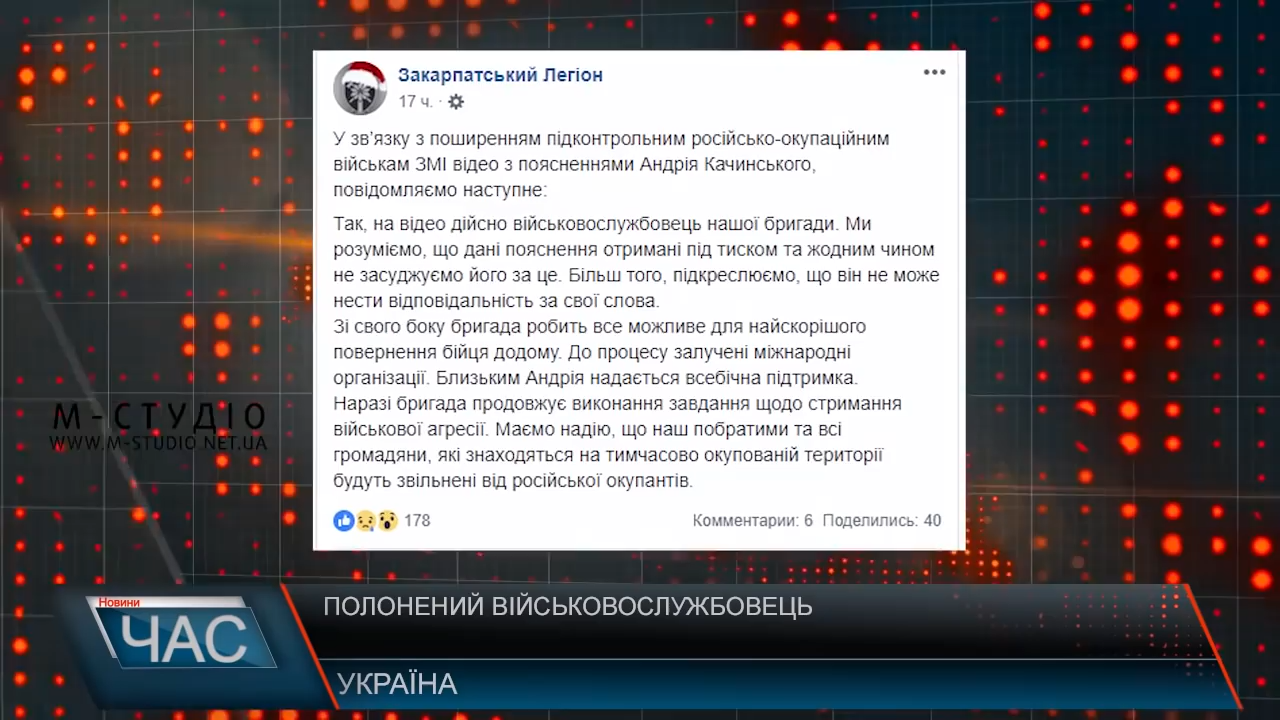 Закарпатський Легіон
17 ч. ·
У зв’язку з поширенням підконтрольним російсько-окупаційним
військам ЗМІ відео з поясненнями Андрія Качинського,
повідомляємо наступне:
Так, на відео дійсно військовослужбовець нашої бригади. Ми
розуміємо, що дані пояснення отримані під тиском та жодним чином
не засуджуємо його за це. Більш того, підкреслюємо, що він не може
нести відповідальність за свої слова.
Зі свого боку бригада робить все можливе для найскорішого
повернення бійця додому. До процесу залучені міжнародні
організації. Близьким Андрія надається всебічна підтримка.
Наразі бригада продовжує виконання завдання щодо стримання
військової агресії. Маємо надію, що наш побратими та всі
громадяни, які знаходяться на тимчасово окупованій території
будуть звільнені від російської окупантів.
178 Комментарии: 6 Поделились: 40
М-СТУДІО
WWW.M-STUDIO.NET.UA
Новини
ЧАС
ПОЛОНЕНИЙ ВІЙСЬКОВОСЛУЖБОВЕЦЬ
УКРАЇНА